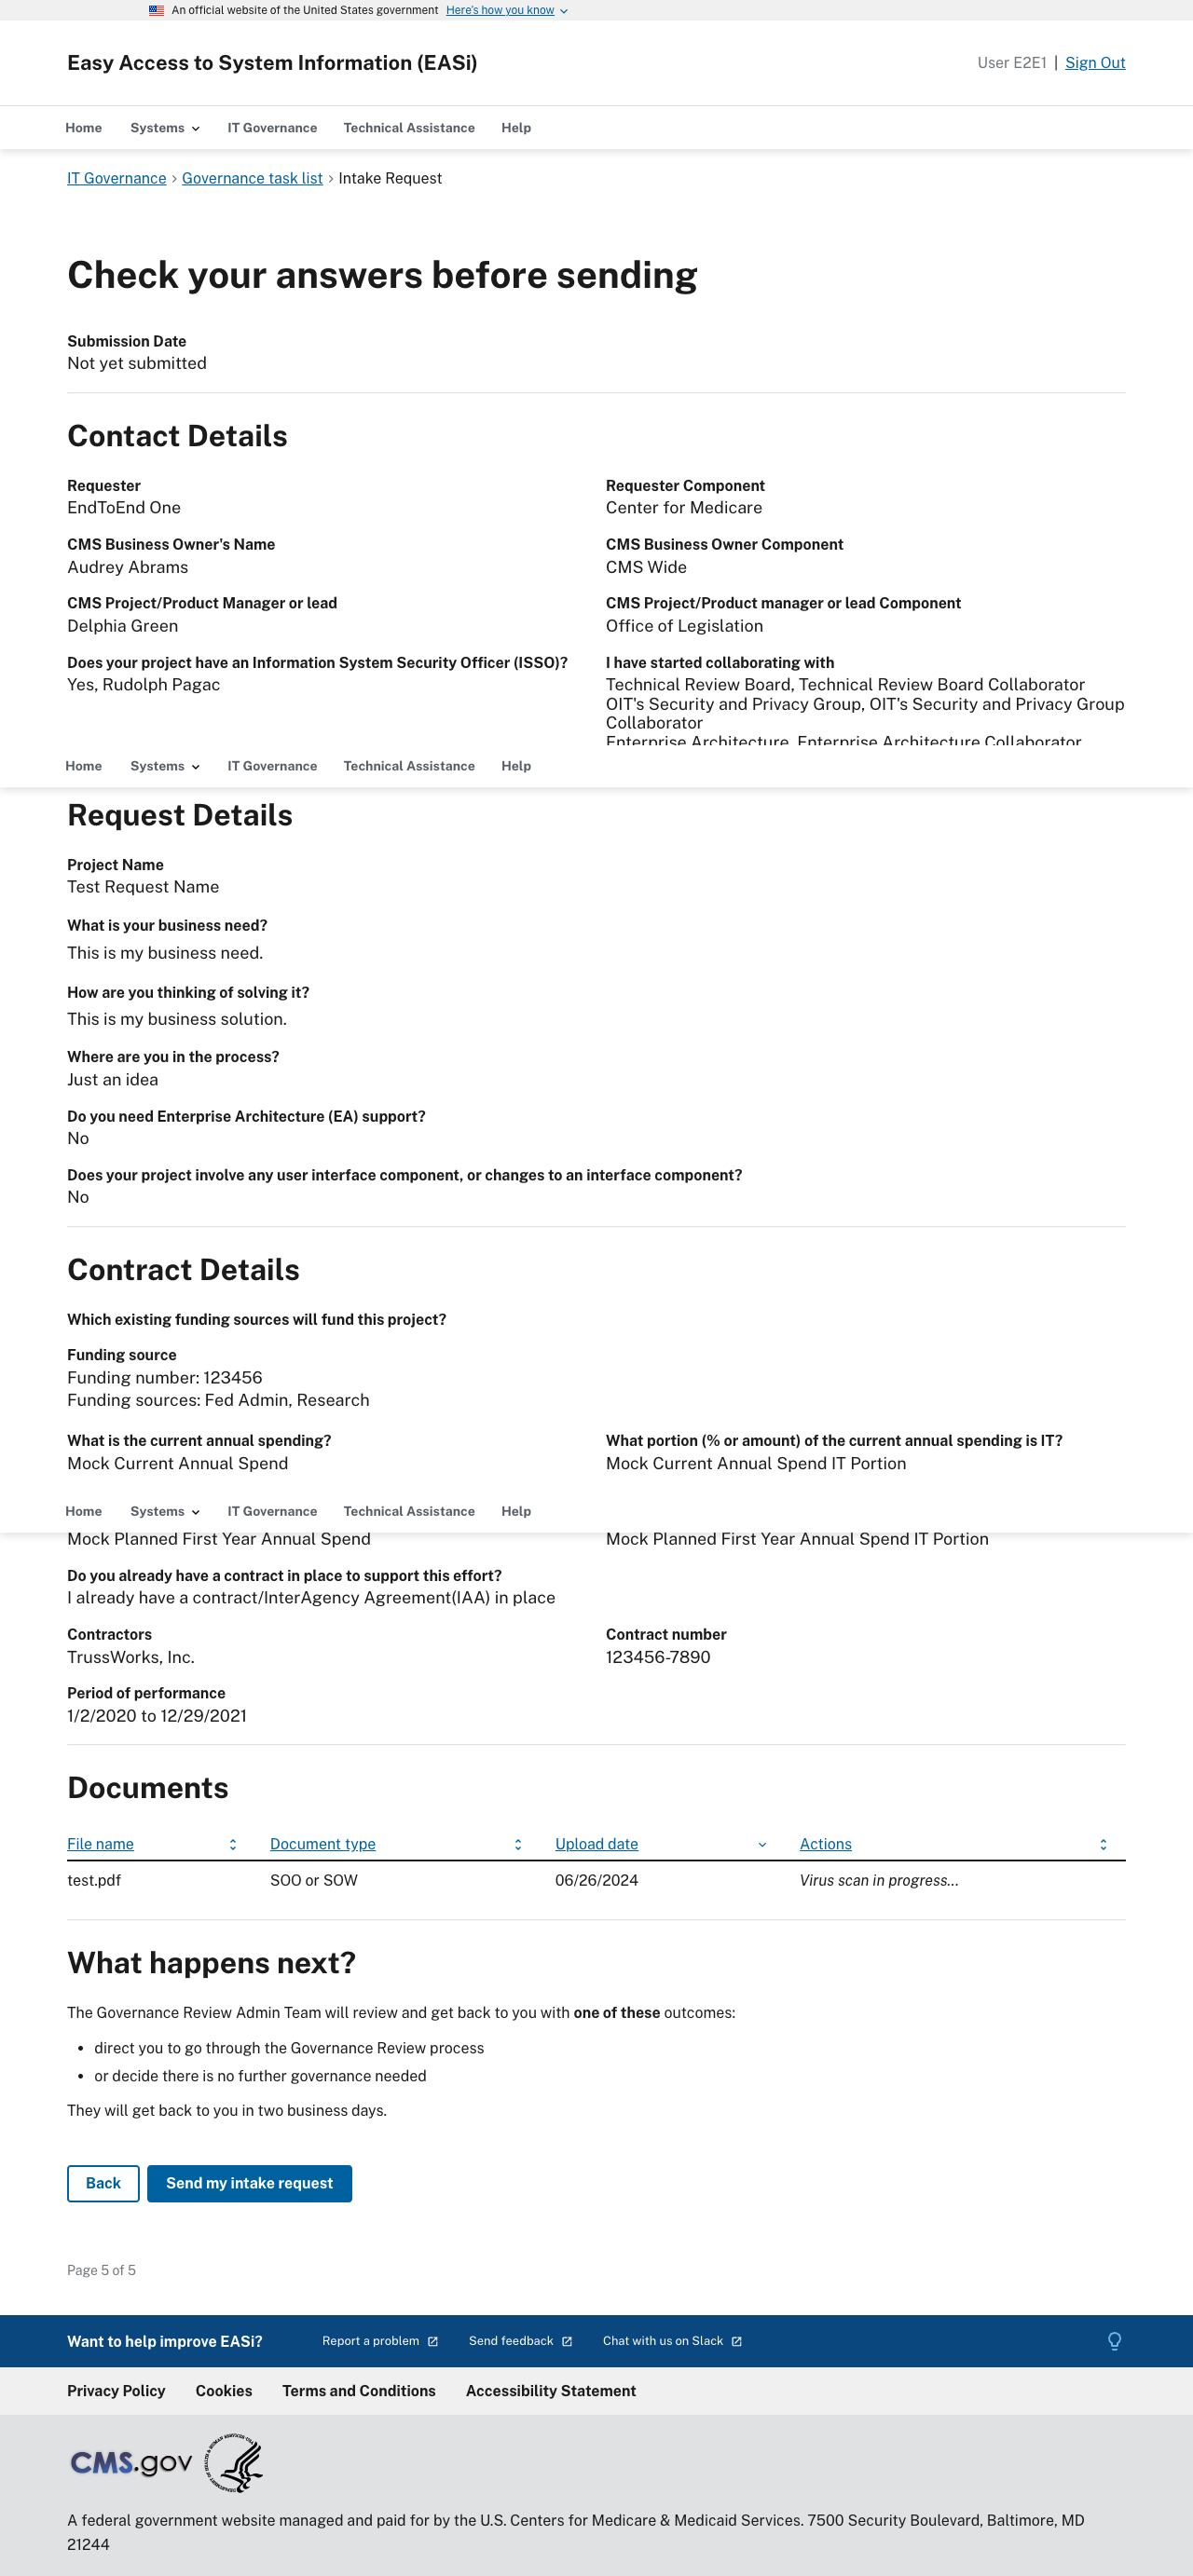 An official website of the United States government Here's how you know
Easy Access to System Information (EASi)
User E2E1 | Sign Out
Home Systems IT Governance Technical Assistance Help
IT Governance > Governance task list > Intake Request
Check your answers before sending
Submission Date
Not yet submitted
Contact Details
Requester Requester Component
EndToEnd One Center for Medicare
CMS Business Owner's Name CMS Business Owner Component
Audrey Abrams CMS Wide
CMS Project/Product Manager or lead CMS Project/Product manager or lead Component
Delphia Green Office of Legislation
Does your project have an Information System Security Officer (ISSO)? I have started collaborating with
Yes, Rudolph Pagac Technical Review Board, Technical Review Board Collaborator
OIT's Security and Privacy Group, OIT's Security and Privacy Group
Collaborator
Enterprise Architecture, Enterprise Architecture Collaborator
Home Systems IT Governance Technical Assistance Help
Request Details
Project Name
Test Request Name
What is your business need?
This is my business need.
How are you thinking of solving it?
This is my business solution.
Where are you in the process?
Just an idea
Do you need Enterprise Architecture (EA) support?
No
Does your project involve any user interface component, or changes to an interface component?
No
Contract Details
Which existing funding sources will fund this project?
Funding source
Funding number: 123456
Funding sources: Fed Admin, Research
What is the current annual spending? What portion (% or amount) of the current annual spending is IT?
Mock Current Annual Spend Mock Current Annual Spend IT Portion
Home Systems IT Governance Technical Assistance Help
Mock Planned First Year Annual Spend Mock Planned First Year Annual Spend IT Portion
Do you already have a contract in place to support this effort?
I already have a contract/InterAgency Agreement(IAA) in place
Contractors Contract number
TrussWorks, Inc. 123456-7890
Period of performance
1/2/2020 to 12/29/2021
Documents
File name Document type Upload date Actions
test.pdf SOO or SOW 06/26/2024 Virus scan in progress...
What happens next?
The Governance Review Admin Team will review and get back to you with one of these outcomes:
• direct you to go through the Governance Review process
• or decide there is no further governance needed
They will get back to you in two business days.
Back Send my intake request
Page 5 of 5
Want to help improve EASi? Report a problem Send feedback Chat with us on Slack
Privacy Policy Cookies Terms and Conditions Accessibility Statement
CMS.gov
A federal government website managed and paid for by the U.S. Centers for Medicare & Medicaid Services. 7500 Security Boulevard, Baltimore, MD
21244